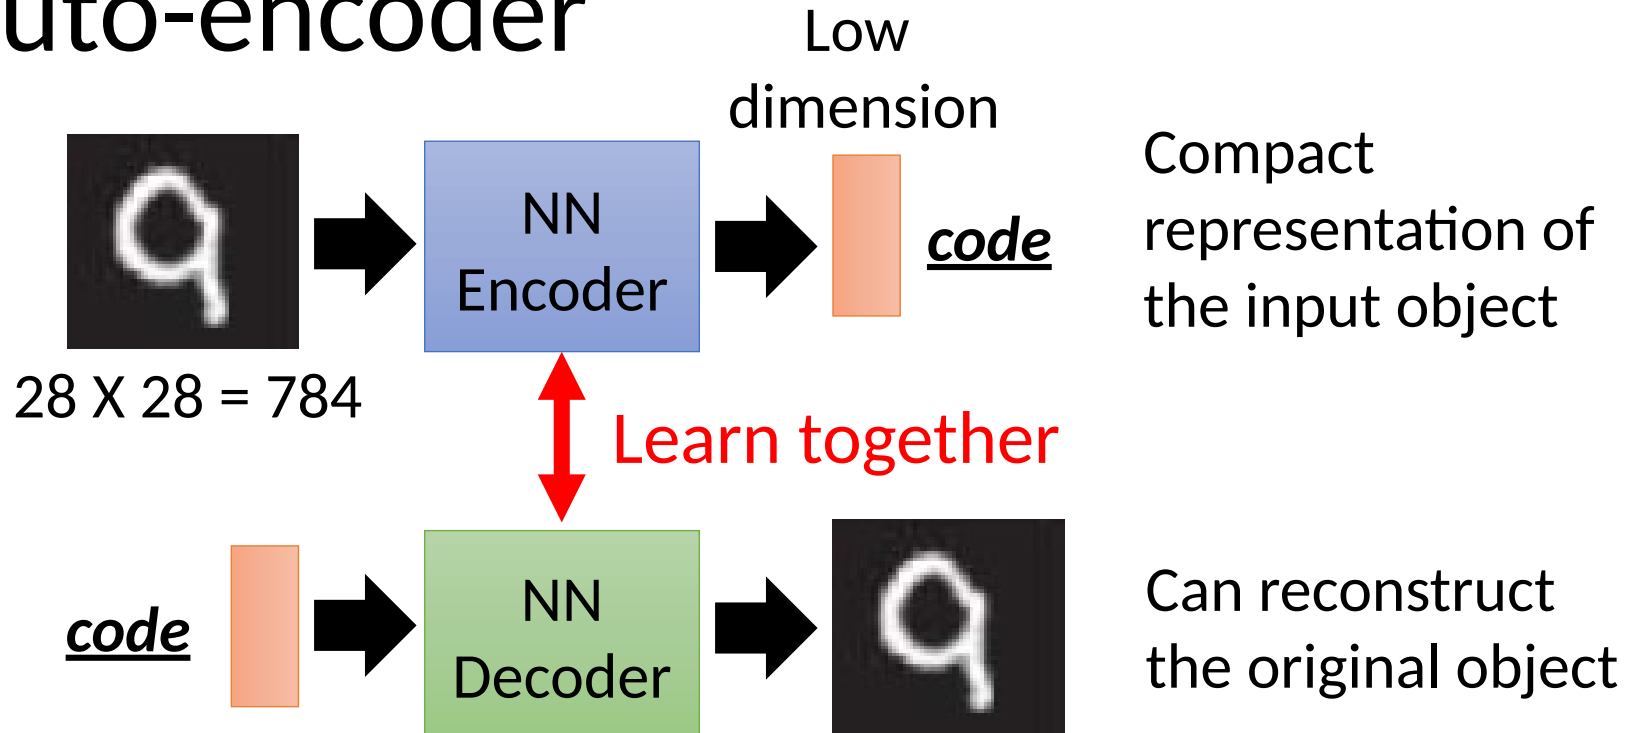 uto-encoder
Low
dimension
NN
Encoder
code
Compact
representation of
the input object
28 X 28 = 784
Learn together
code
NN
Decoder
Can reconstruct
the original object